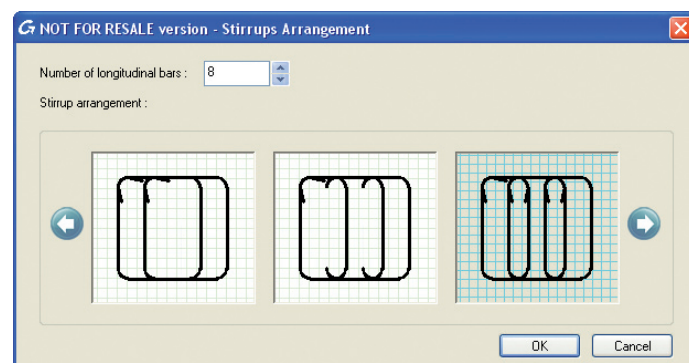 G NOT FOR RESALE version - Stirrups Arrangement
Number of longitudinal bars : 8
Stirrup arrangement :
OK Cancel